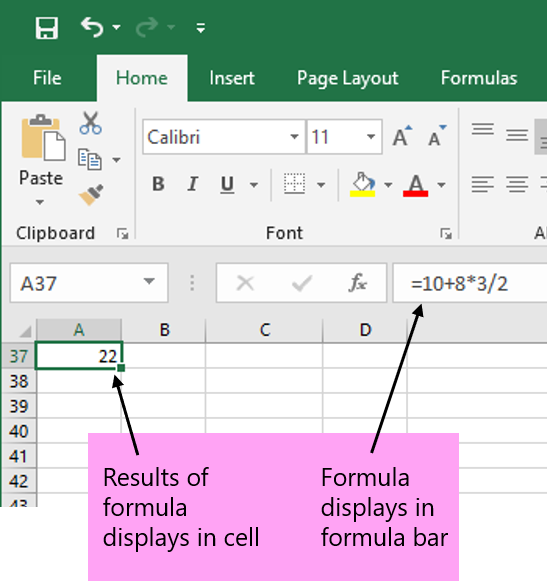 File Home Insert Page Layout Formulas
Calibri 11 A A
Paste B I U A
Clipboard Font
A37 fx =10+8*3/2
A B C D
37 22
38
39
40
41
42
43
Results of
formula
displays in cell
Formula
displays in
formula bar